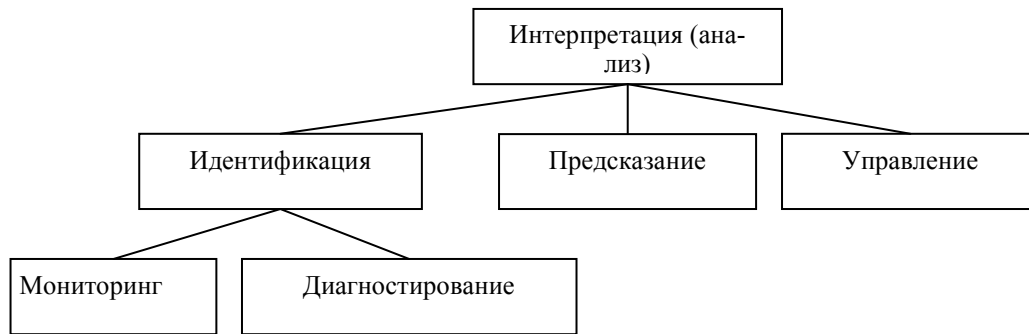 Интерпретация (ана-
лиз)
Идентификация
Предсказание
Управление
Мониторинг
Диагностирование